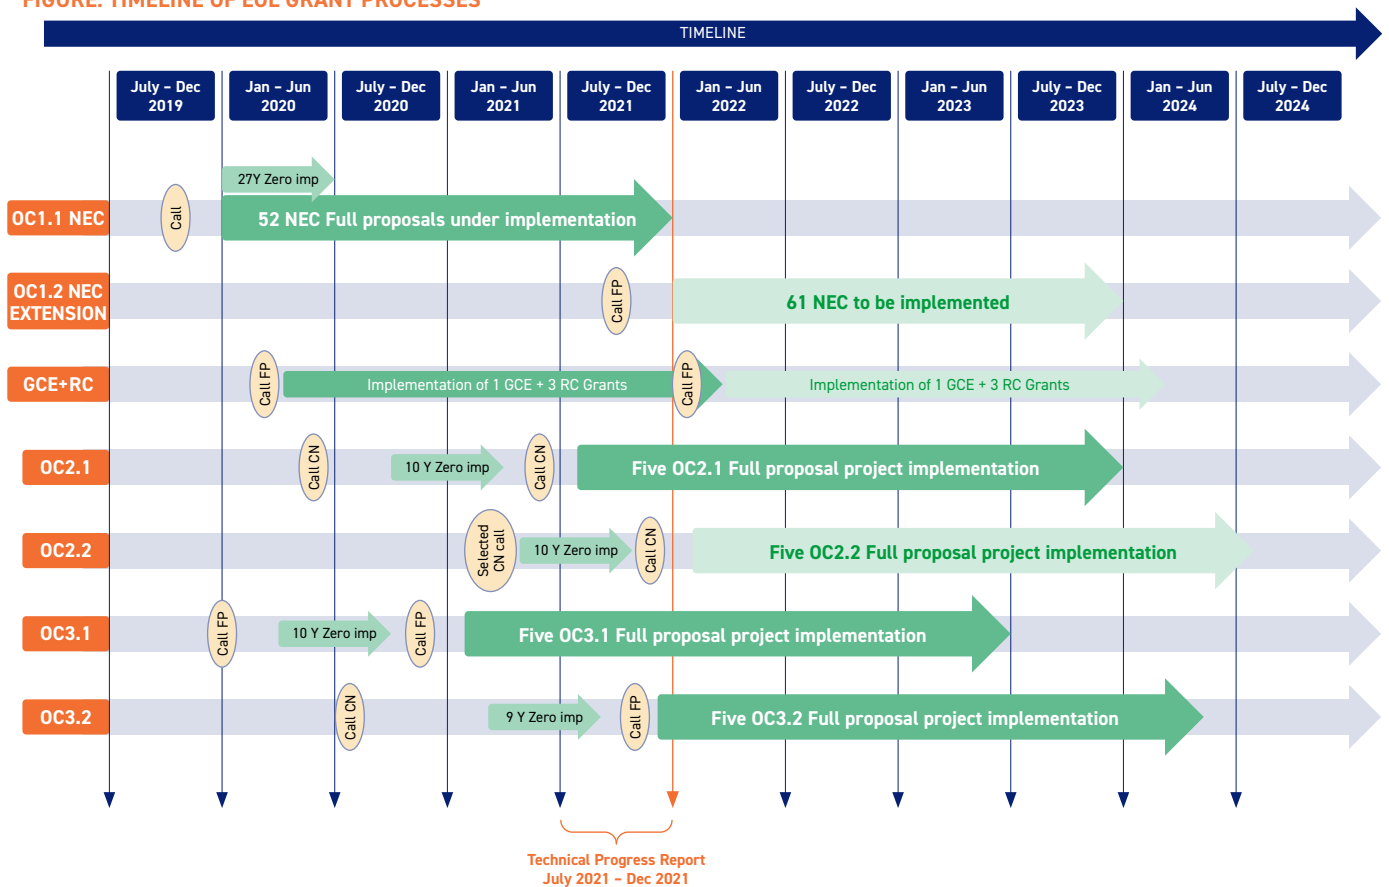 FIGURE: TIMELINE OF EOL GRANT PROCESSES
TIMELINE
July – Dec
2019
Jan – Jun
2020
July – Dec
2020
Jan – Jun
2021
July – Dec
2021
Jan – Jun
2022
July – Dec
2022
Jan – Jun
2023
July – Dec
2023
Jan – Jun
2024
July – Dec
2024
27Y Zero imp
OC1.1 NEC
Call
52 NEC Full proposals under implementation
OC1.2 NEC
EXTENSION
Call FP
61 NEC to be implemented
GCE+RC
Call FP
Implementation of 1 GCE + 3 RC Grants
Call FP
Implementation of 1 GCE + 3 RC Grants
OC2.1
Call CN
10 Y Zero imp
Call CN
Five OC2.1 Full proposal project implementation
OC2.2
Selected
CN call
10 Y Zero imp
Call CN
Five OC2.2 Full proposal project implementation
OC3.1
Call FP
10 Y Zero imp
Call FP
Five OC3.1 Full proposal project implementation
OC3.2
Call CN
9 Y Zero imp
Call FP
Five OC3.2 Full proposal project implementation
Technical Progress Report
July 2021 – Dec 2021